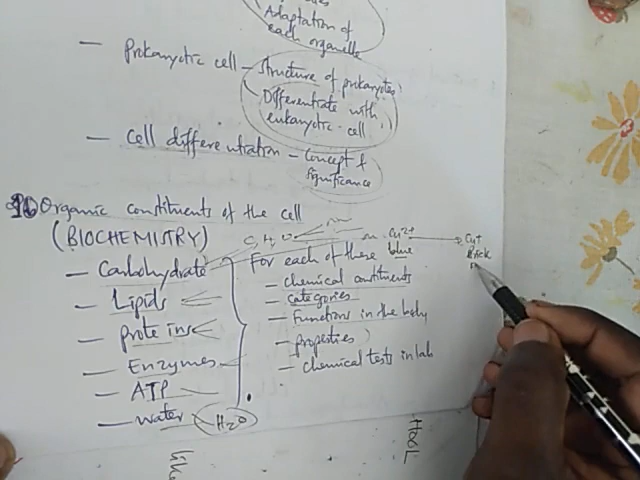 Adaptation of
each organelle
— Prokaryotic cell – Structure of prokaryotes
Differentiate with
eukaryotic cell
— Cell differentiation – Concept &
Significance
Organic constituents of the cell
(BIOCHEMISTRY) C, H, O Cu²⁺ → Cu⁺
For each of these blue Brick
— Carbohydrate
– chemical constituents
— Lipids
– categories
— proteins
– Functions in the body
— Enzymes
– properties
— ATP
– chemical tests in lab
— water H₂O